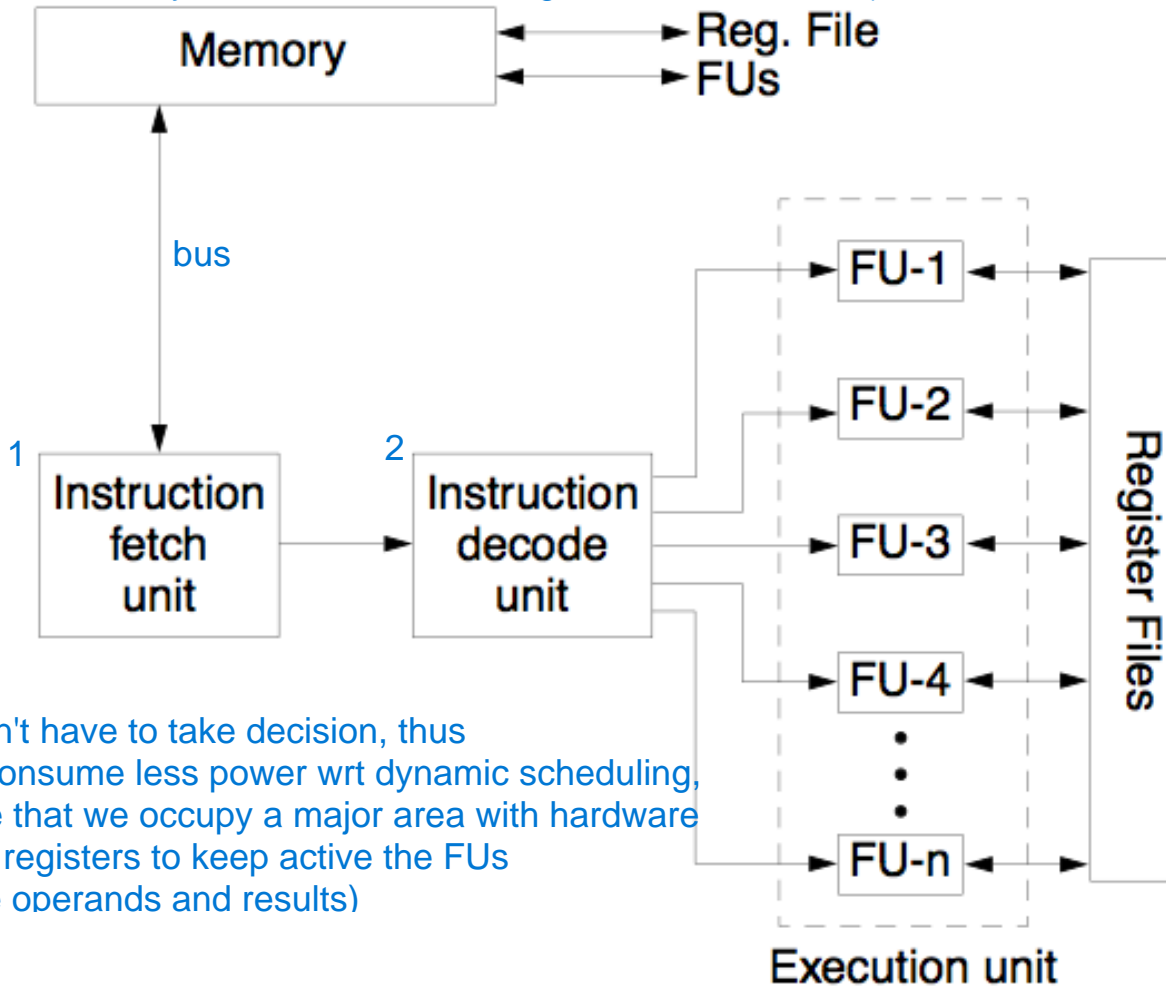 Memory
Reg. File
FUs
bus
1
Instruction
fetch
unit
2
Instruction
decode
unit
FU-1
FU-2
FU-3
FU-4
FU-n
Register Files
Execution unit
n't have to take decision, thus
onsume less power wrt dynamic scheduling,
e that we occupy a major area with hardware
registers to keep active the FUs
operands and results)